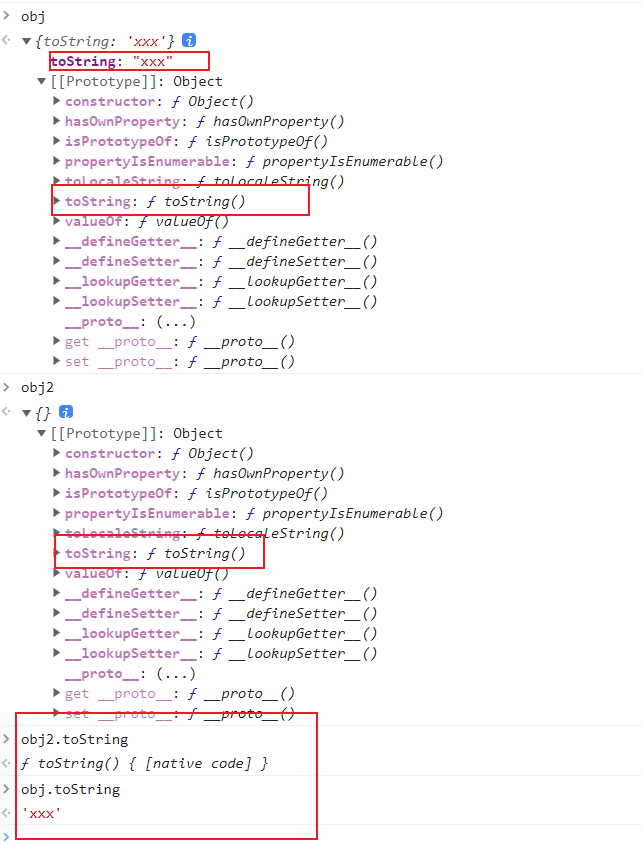 obj
{toString: 'xxx'} i
toString: "xxx"
[[Prototype]]: Object
constructor: ƒ Object()
hasOwnProperty: ƒ hasOwnProperty()
isPrototypeOf: ƒ isPrototypeOf()
propertyIsEnumerable: ƒ propertyIsEnumerable()
toLocaleString: ƒ toLocaleString()
toString: ƒ toString()
valueOf: ƒ valueOf()
__defineGetter__: ƒ __defineGetter__()
__defineSetter__: ƒ __defineSetter__()
__lookupGetter__: ƒ __lookupGetter__()
__lookupSetter__: ƒ __lookupSetter__()
__proto__: (...)
get __proto__: ƒ __proto__()
set __proto__: ƒ __proto__()
obj2
{} i
[[Prototype]]: Object
constructor: ƒ Object()
hasOwnProperty: ƒ hasOwnProperty()
isPrototypeOf: ƒ isPrototypeOf()
propertyIsEnumerable: ƒ propertyIsEnumerable()
toLocaleString: ƒ toLocaleString()
toString: ƒ toString()
valueOf: ƒ valueOf()
__defineGetter__: ƒ __defineGetter__()
__defineSetter__: ƒ __defineSetter__()
__lookupGetter__: ƒ __lookupGetter__()
__lookupSetter__: ƒ __lookupSetter__()
__proto__: (...)
get __proto__: ƒ __proto__()
set __proto__: ƒ __proto__()
obj2.toString
ƒ toString() { [native code] }
obj.toString
'xxx'